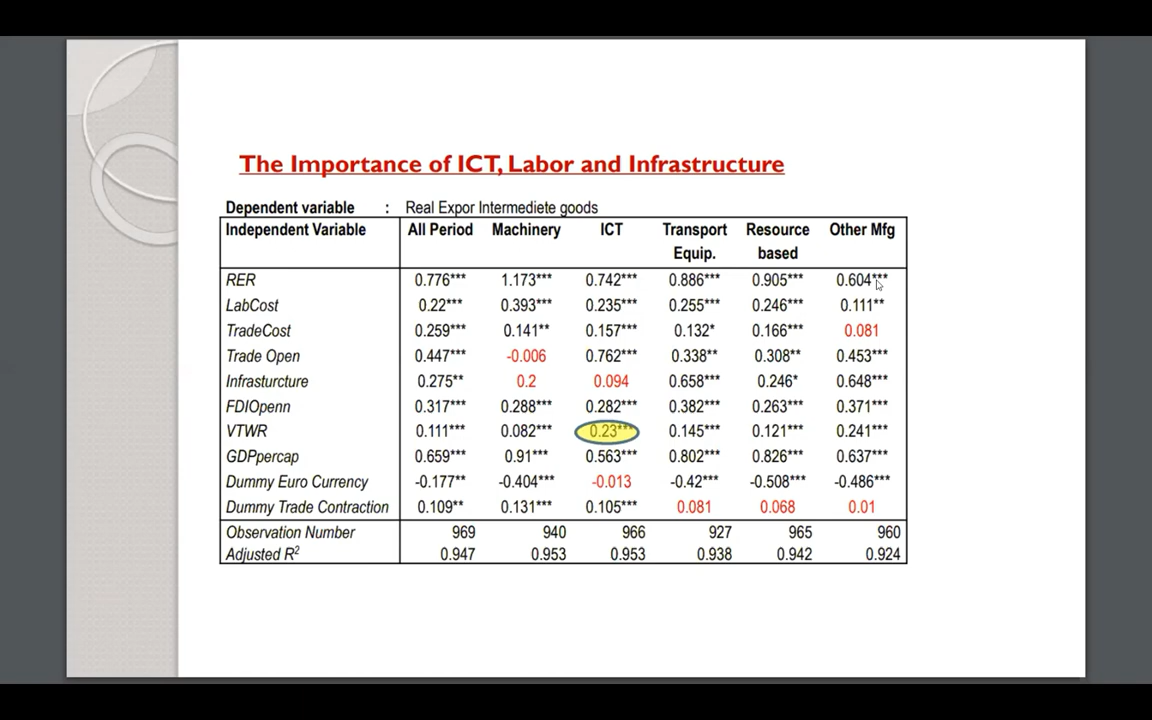 The Importance of ICT, Labor and Infrastructure
Dependent variable : Real Expor Intermediete goods
Independent Variable All Period Machinery ICT Transport Equip. Resource based Other Mfg
RER 0.776*** 1.173*** 0.742*** 0.886*** 0.905*** 0.604***
LabCost 0.22*** 0.393*** 0.235*** 0.255*** 0.246*** 0.111**
TradeCost 0.259*** 0.141** 0.157*** 0.132* 0.166*** 0.081
Trade Open 0.447*** -0.006 0.762*** 0.338** 0.308** 0.453***
Infrasturcture 0.275** 0.2 0.094 0.658*** 0.246* 0.648***
FDIOpenn 0.317*** 0.288*** 0.282*** 0.382*** 0.263*** 0.371***
VTWR 0.111*** 0.082*** 0.23*** 0.145*** 0.121*** 0.241***
GDPpercap 0.659*** 0.91*** 0.563*** 0.802*** 0.826*** 0.637***
Dummy Euro Currency -0.177** -0.404*** -0.013 -0.42*** -0.508*** -0.486***
Dummy Trade Contraction 0.109** 0.131*** 0.105*** 0.081 0.068 0.01
Observation Number 969 940 966 927 965 960
Adjusted R² 0.947 0.953 0.953 0.938 0.942 0.924